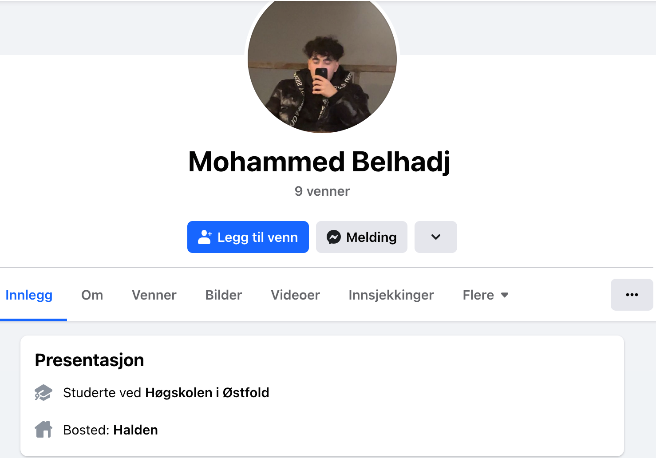 Mohammed Belhadj
9 venner
Legg til venn
Melding
Innlegg
Om
Venner
Bilder
Videoer
Innsjekkinger
Flere
Presentasjon
Studerte ved Høgskolen i Østfold
Bosted: Halden